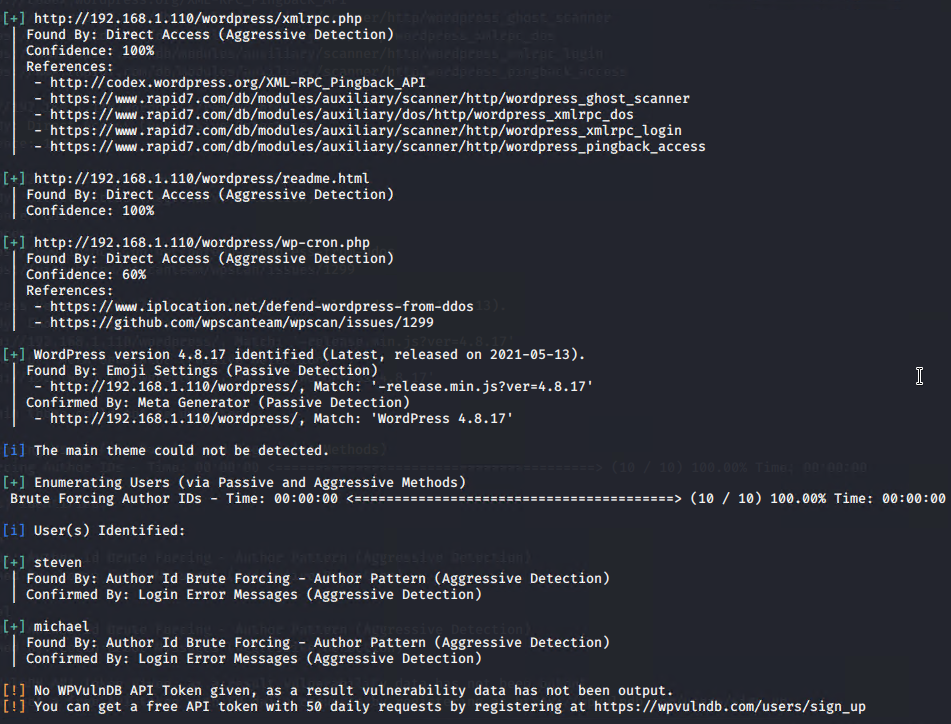 [+] http://192.168.1.110/wordpress/xmlrpc.php
| Found By: Direct Access (Aggressive Detection)
| Confidence: 100%
| References:
|  - http://codex.wordpress.org/XML-RPC_Pingback_API
|  - https://www.rapid7.com/db/modules/auxiliary/scanner/http/wordpress_ghost_scanner
|  - https://www.rapid7.com/db/modules/auxiliary/dos/http/wordpress_xmlrpc_dos
|  - https://www.rapid7.com/db/modules/auxiliary/scanner/http/wordpress_xmlrpc_login
|  - https://www.rapid7.com/db/modules/auxiliary/scanner/http/wordpress_pingback_access
[+] http://192.168.1.110/wordpress/readme.html
| Found By: Direct Access (Aggressive Detection)
| Confidence: 100%
[+] http://192.168.1.110/wordpress/wp-cron.php
| Found By: Direct Access (Aggressive Detection)
| Confidence: 60%
| References:
|  - https://www.iplocation.net/defend-wordpress-from-ddos
|  - https://github.com/wpscanteam/wpscan/issues/1299
[+] WordPress version 4.8.17 identified (Latest, released on 2021-05-13).
| Found By: Emoji Settings (Passive Detection)
|  - http://192.168.1.110/wordpress/, Match: '-release.min.js?ver=4.8.17'
| Confirmed By: Meta Generator (Passive Detection)
|  - http://192.168.1.110/wordpress/, Match: 'WordPress 4.8.17'
[i] The main theme could not be detected.
[+] Enumerating Users (via Passive and Aggressive Methods)
Brute Forcing Author IDs - Time: 00:00:00 <=====================================> (10 / 10) 100.00% Time: 00:00:00
[i] User(s) Identified:
[+] steven
| Found By: Author Id Brute Forcing - Author Pattern (Aggressive Detection)
| Confirmed By: Login Error Messages (Aggressive Detection)
[+] michael
| Found By: Author Id Brute Forcing - Author Pattern (Aggressive Detection)
| Confirmed By: Login Error Messages (Aggressive Detection)
[!] No WPVulnDB API Token given, as a result vulnerability data has not been output.
[!] You can get a free API token with 50 daily requests by registering at https://wpvulndb.com/users/sign_up